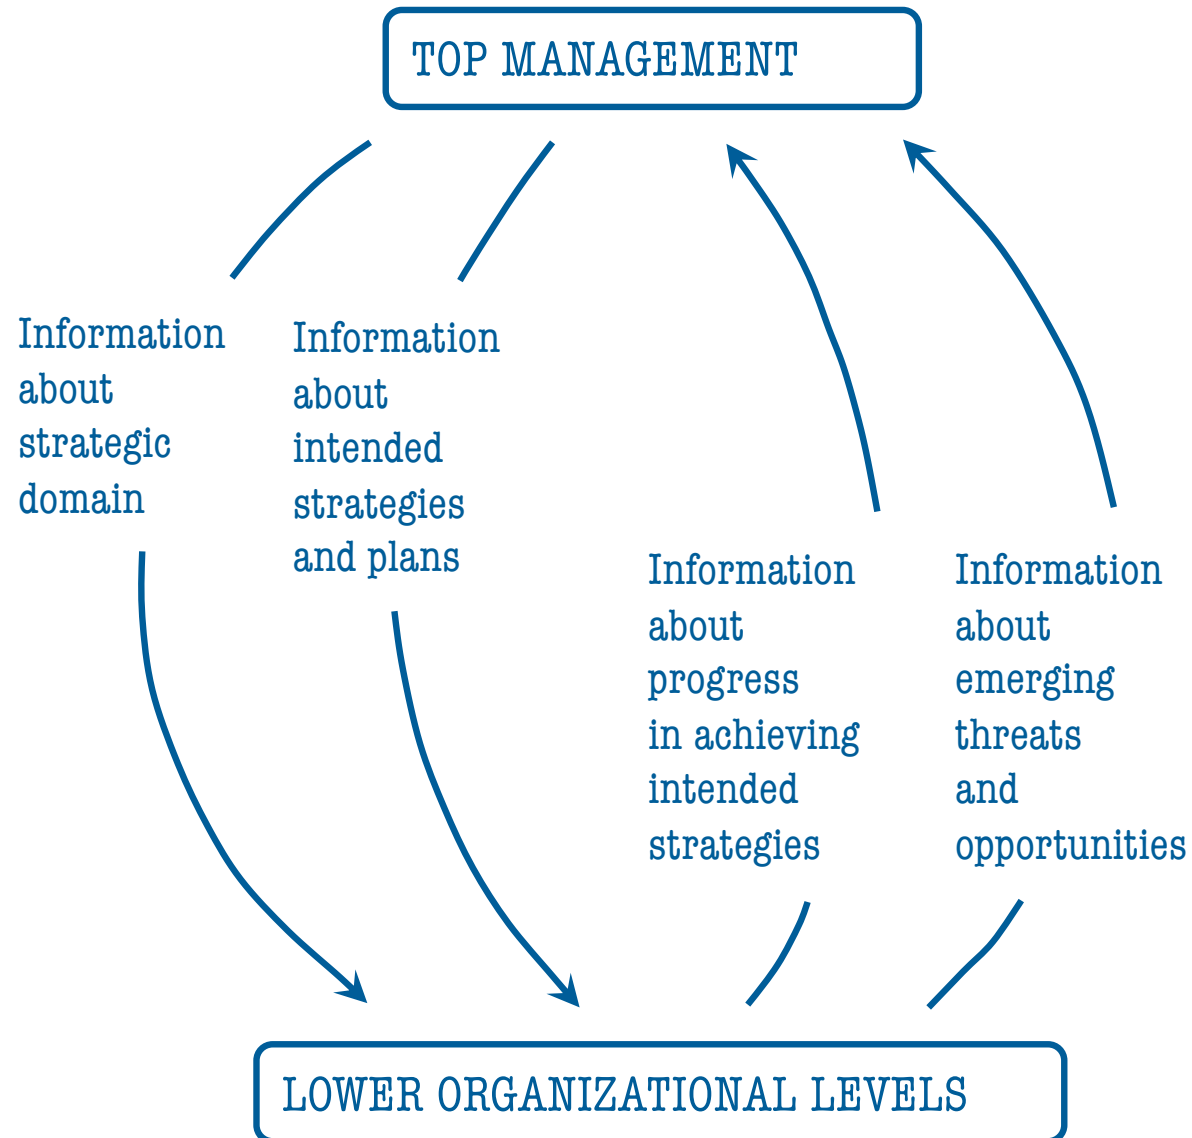 TOP MANAGEMENT
Information
about
strategic
domain
Information
about
intended
strategies
and plans
Information
about
progress
in achieving
intended
strategies
Information
about
emerging
threats
and
opportunities
LOWER ORGANIZATIONAL LEVELS